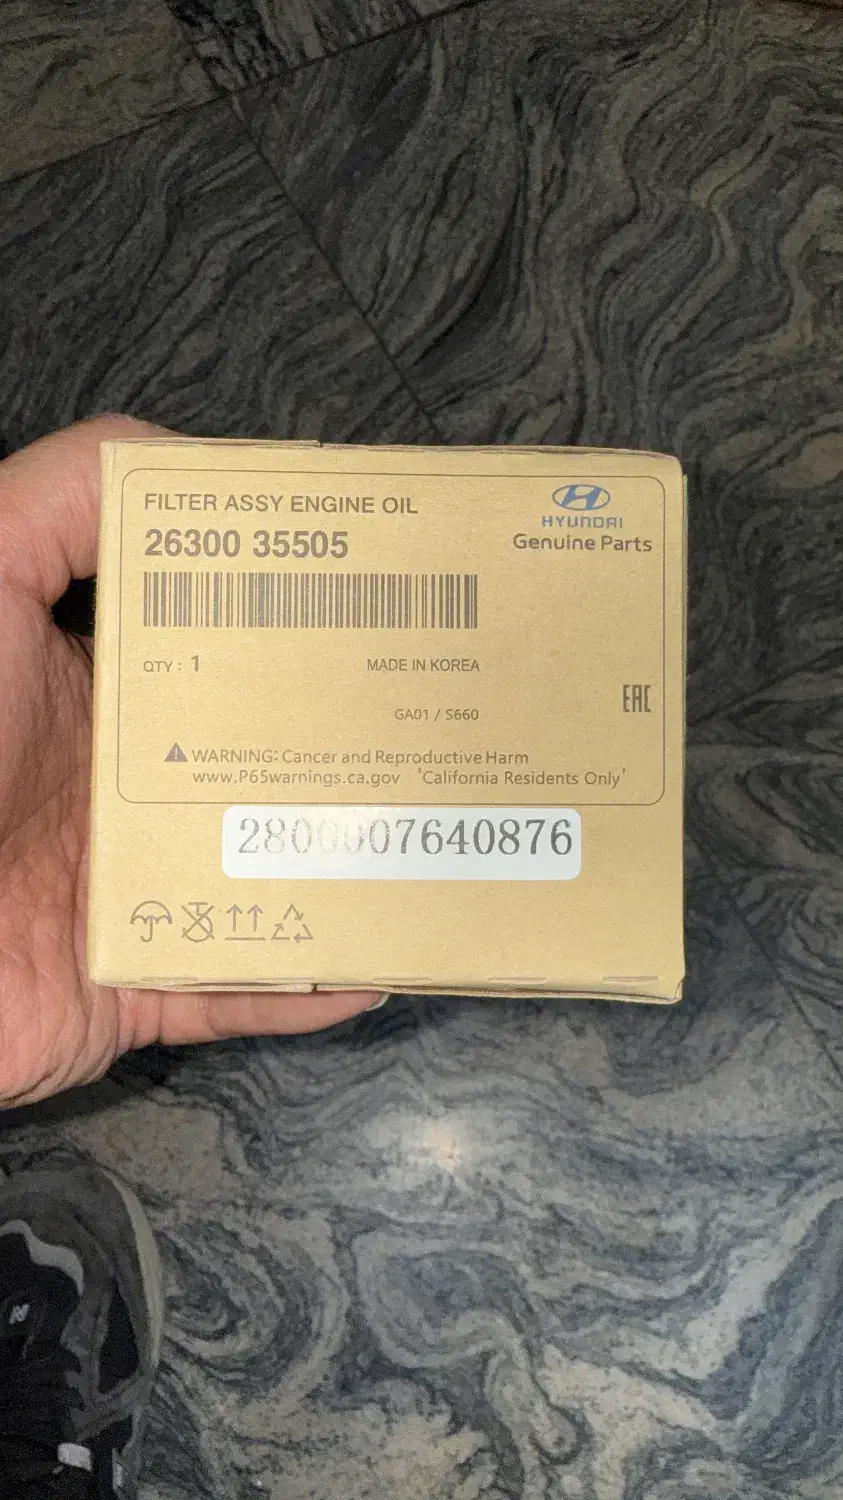 FILTER ASSY ENGINE OIL
26300 35505
HYUNDAI
Genuine Parts
QTY : 1
MADE IN KOREA
GA01 / S660
EAC
WARNING: Cancer and Reproductive Harm
www.P65warnings.ca.gov 'California Residents Only'
2800007640876
N